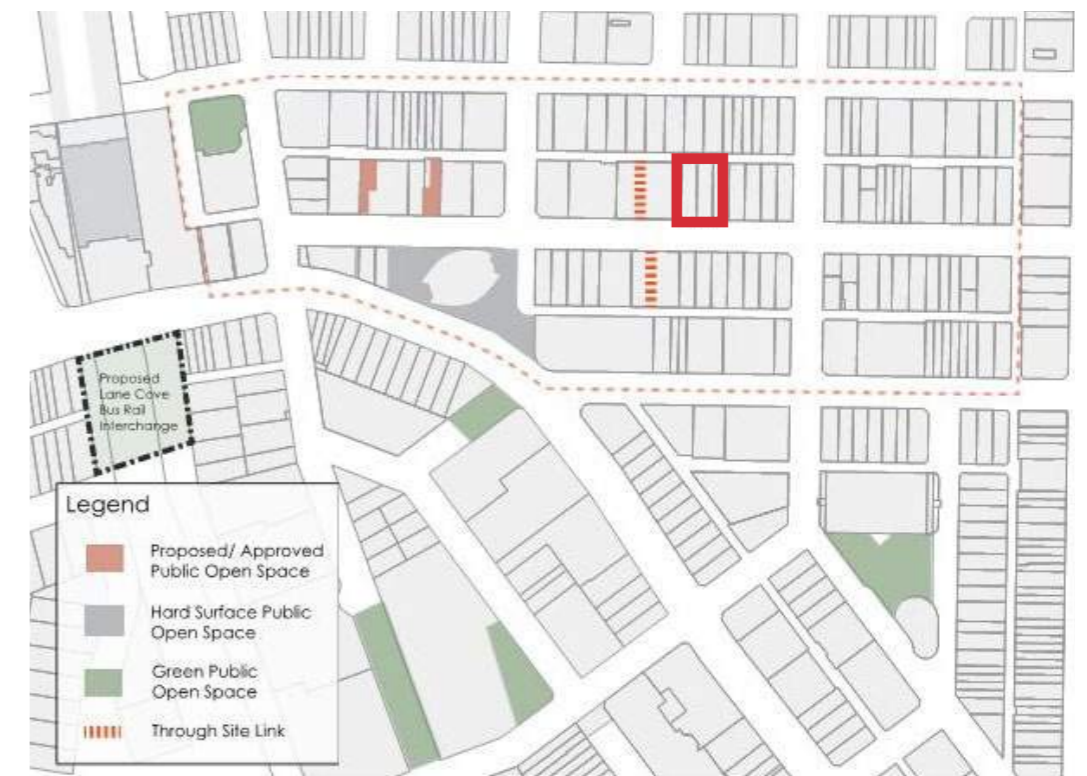 Proposed
Lane Cove
Bus Rail
Interchange
Legend
Proposed/ Approved
Public Open Space
Hard Surface Public
Open Space
Green Public
Open Space
Through Site Link